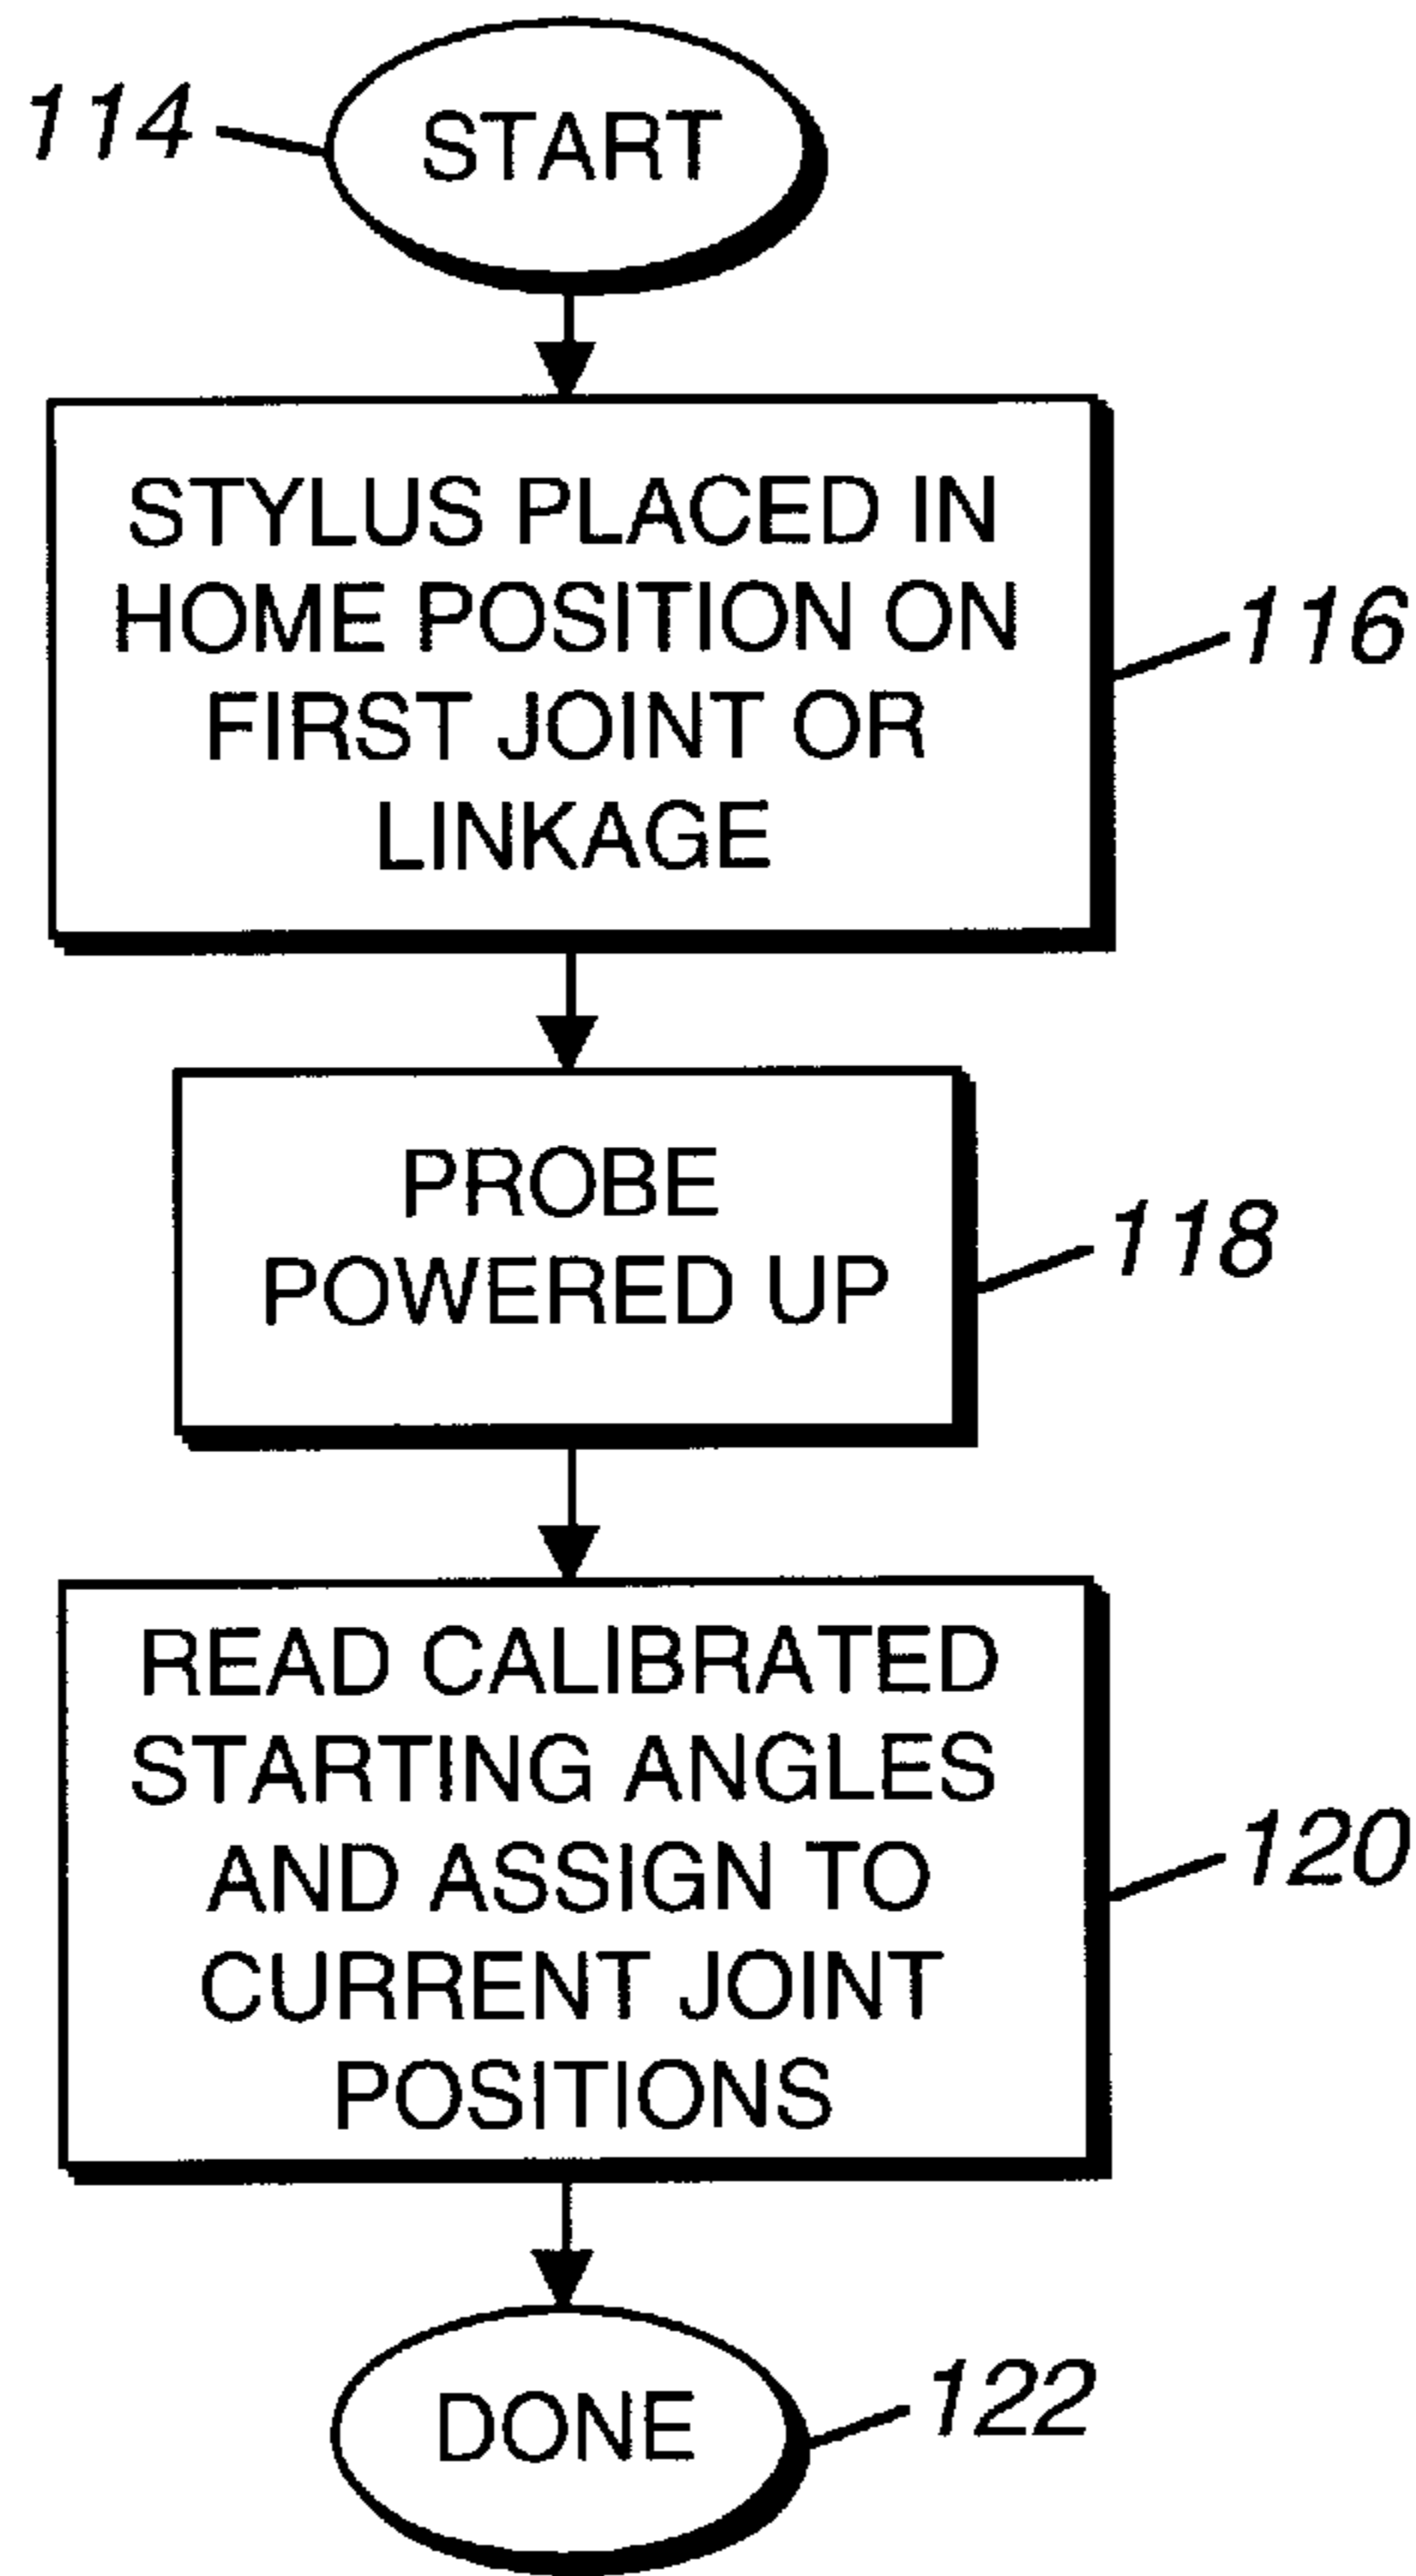 114
START
STYLUS PLACED IN
HOME POSITION ON
FIRST JOINT OR
LINKAGE
116
PROBE
POWERED UP
118
READ CALIBRATED
STARTING ANGLES
AND ASSIGN TO
CURRENT JOINT
POSITIONS
120
DONE
122